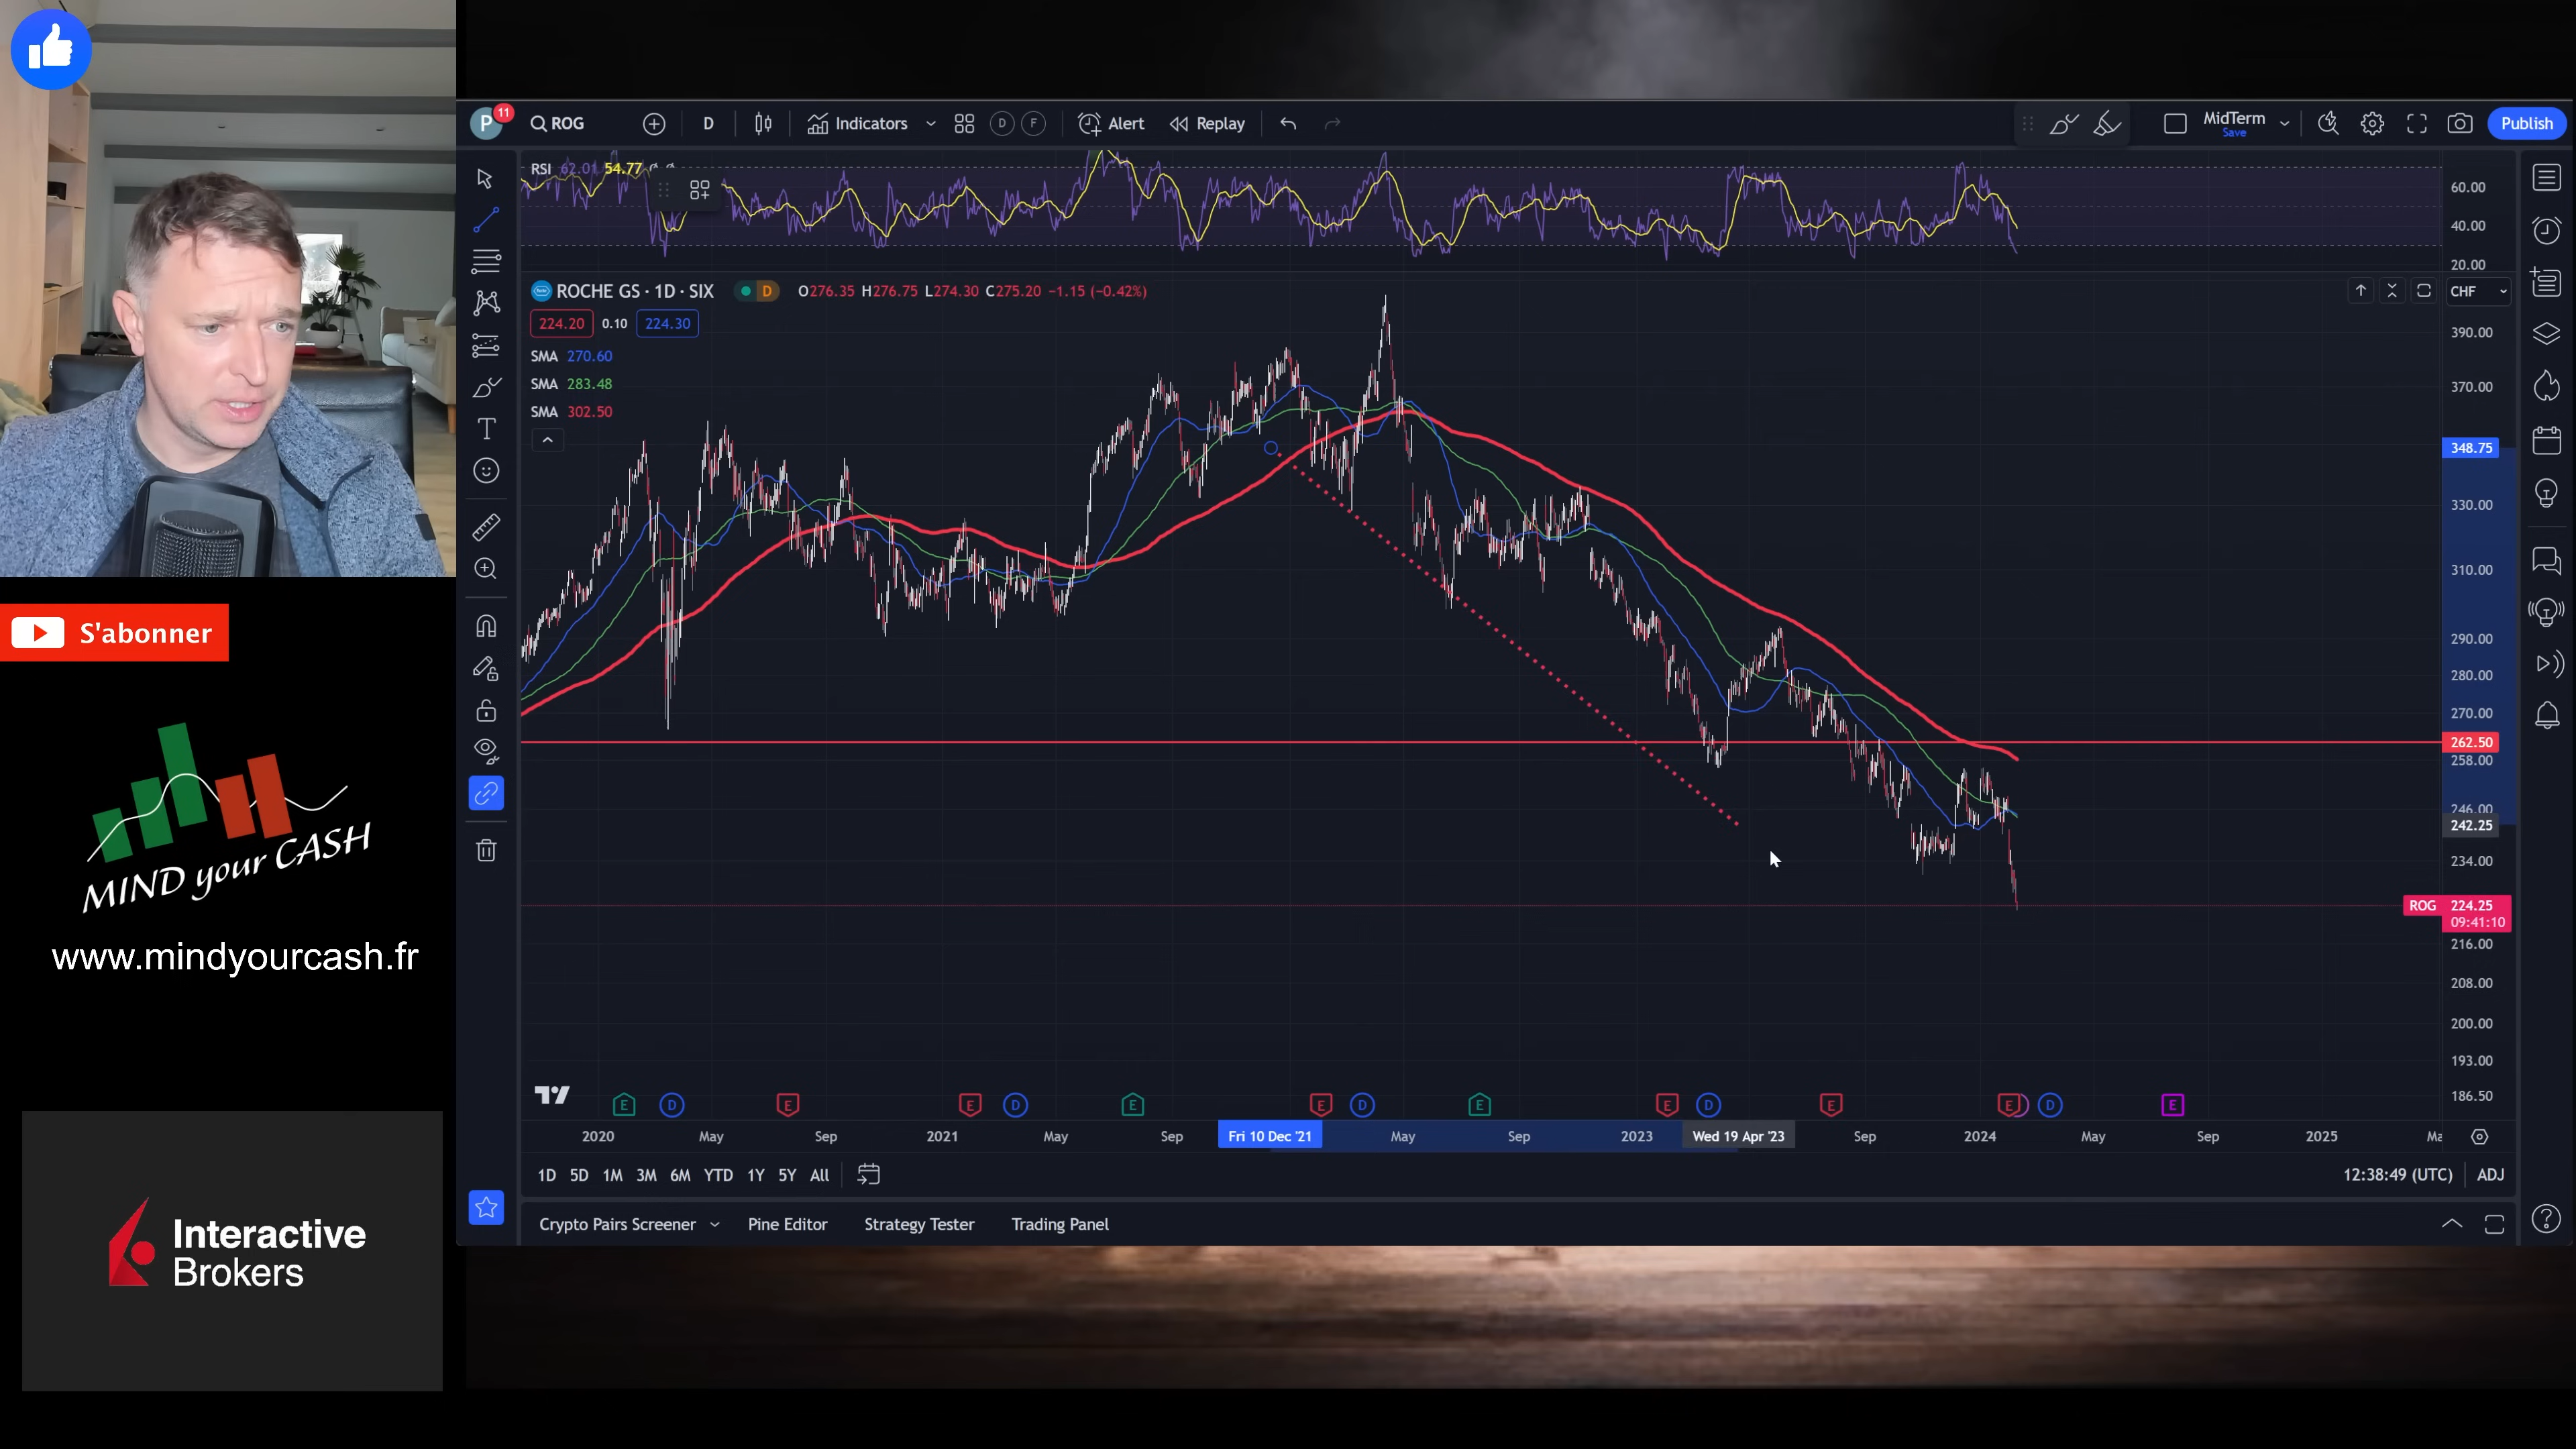 P 11 ROG D Indicators D F Alert Replay MidTerm Save Publish
RSI 62.01 54.77
60.00
40.00
20.00
ROCHE GS · 1D · SIX D O276.35 H276.75 L274.30 C275.20 −1.15 (−0.42%)
CHF
224.20 0.10 224.30
SMA 270.60
SMA 283.48
SMA 302.50
390.00
370.00
348.75
330.00
310.00
290.00
280.00
270.00
262.50
258.00
246.00
242.25
234.00
ROG 224.25
09:41:10
216.00
208.00
200.00
193.00
186.50
E D E E D E E D E E D E E D E
2020 May Sep 2021 May Sep Fri 10 Dec '21 May Sep 2023 Wed 19 Apr '23 Sep 2024 May Sep 2025
1D 5D 1M 3M 6M YTD 1Y 5Y All 12:38:49 (UTC) ADJ
Crypto Pairs Screener Pine Editor Strategy Tester Trading Panel
S'abonner
MIND your CASH
www.mindyourcash.fr
Interactive
Brokers